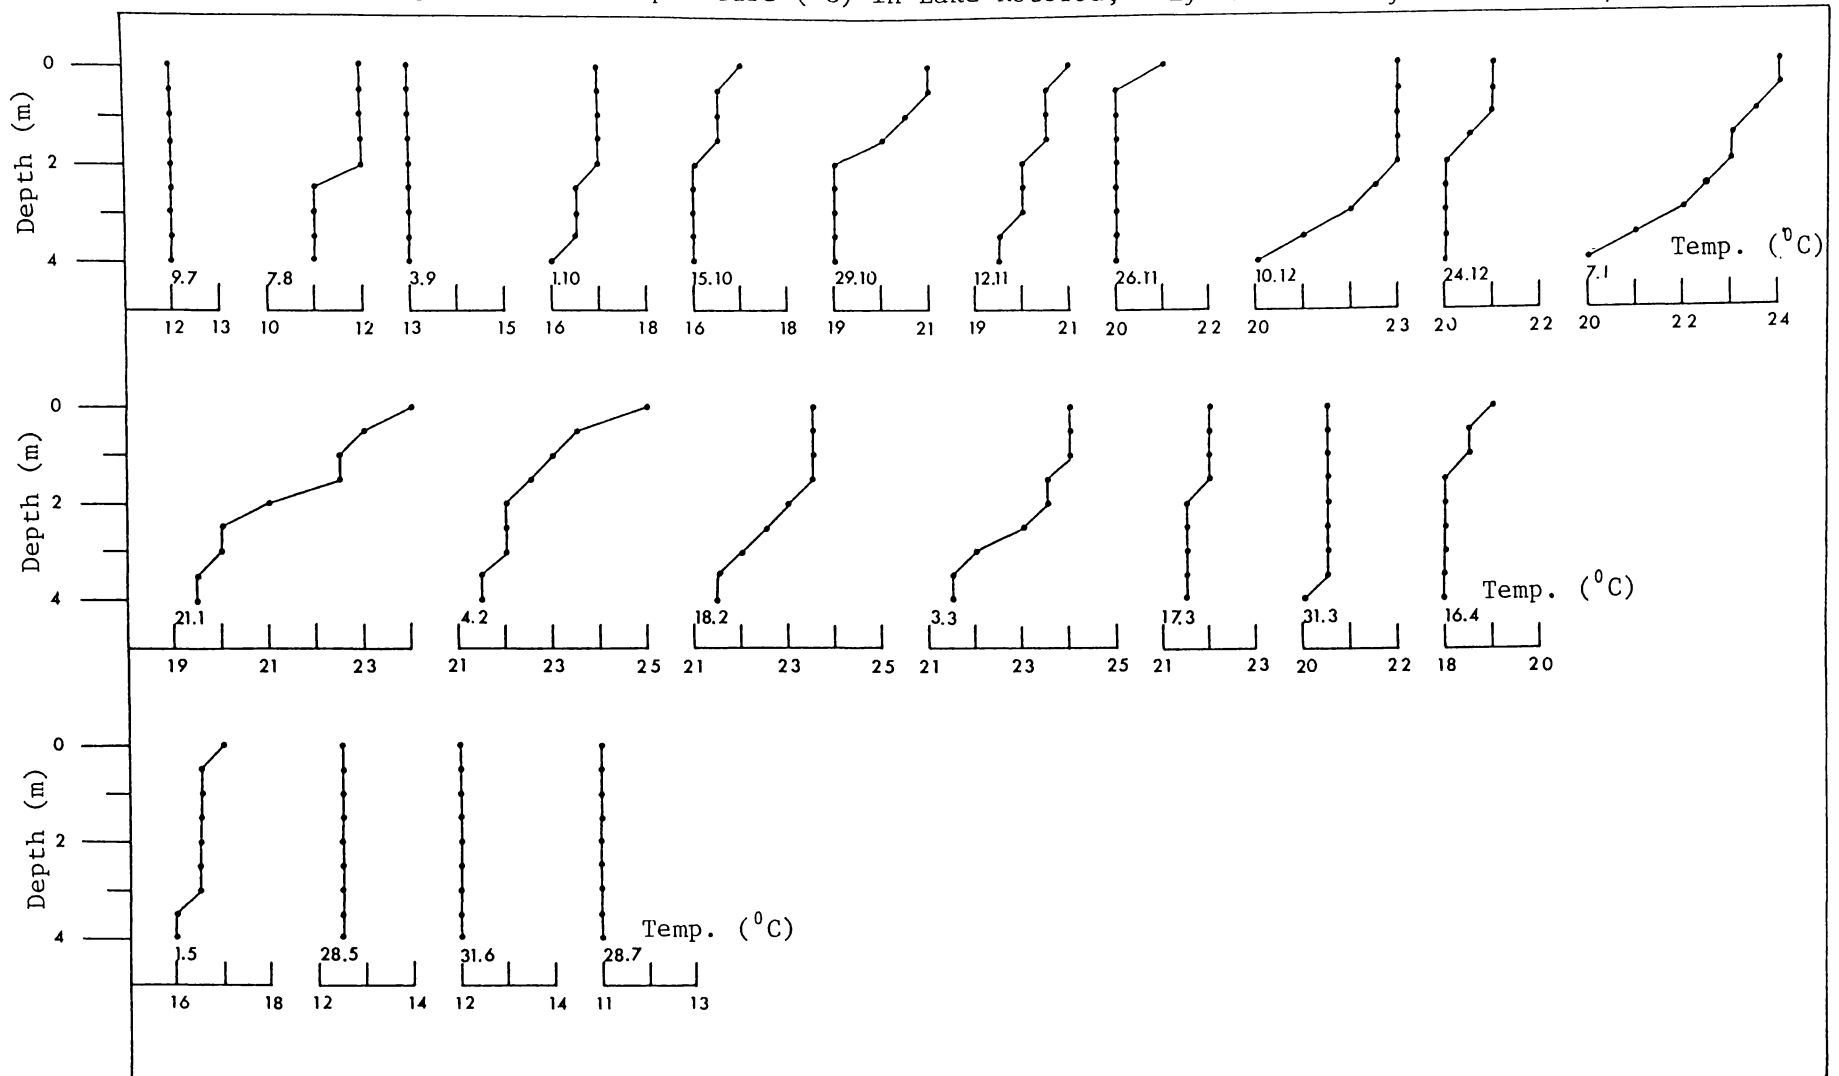 in Lake
Depth (m)
0
2
4
Temp. (⁰C)
9.7 7.8 3.9 1.10 15.10 29.10 12.11 26.11 10.12 24.12 7.1
12 13 10 12 13 15 16 18 16 18 19 21 19 21 20 22 20 23 20 22 20 22 24
Depth (m)
0
2
4
Temp. (⁰C)
21.1 4.2 18.2 3.3 17.3 31.3 16.4
19 21 23 21 23 25 21 23 25 21 23 25 21 23 20 22 18 20
Depth (m)
0
2
4
Temp. (⁰C)
1.5 28.5 31.6 28.7
16 18 12 14 12 14 11 13